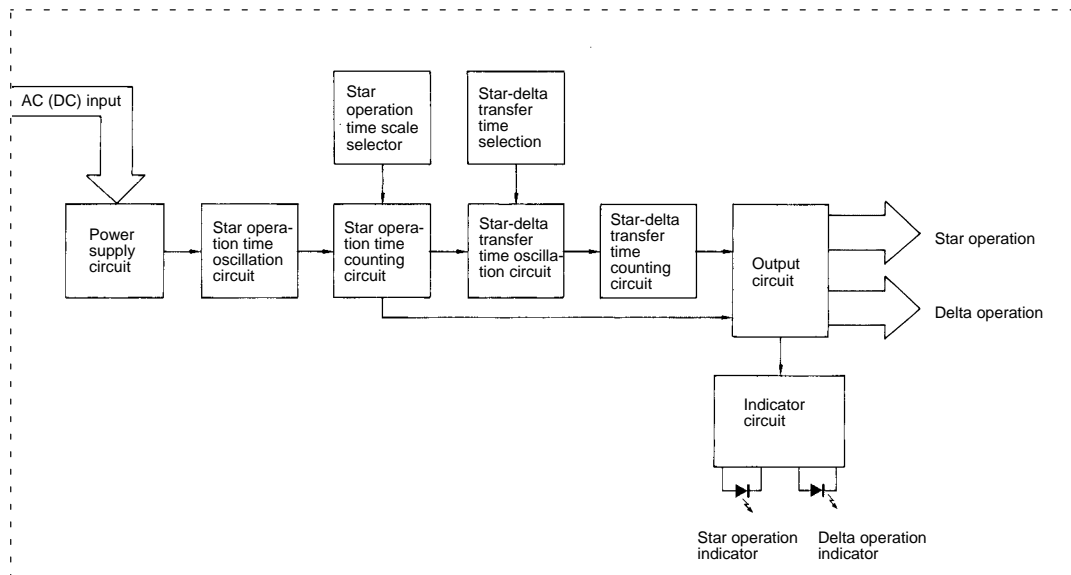 AC (DC) input
Star
operation
time scale
selector
Star-delta
transfer
time
selection
Power
supply
circuit
Star opera-
tion time
oscillation
circuit
Star opera-
tion time
counting
circuit
Star-delta
transfer
time oscilla-
tion circuit
Star-delta
transfer
time
counting
circuit
Output
circuit
Star operation
Delta operation
Indicator
circuit
Star operation
indicator
Delta operation
indicator